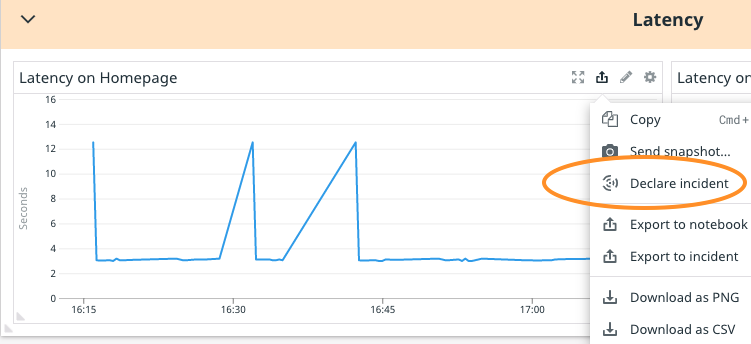 Latency
Latency on Homepage
Latency on
16
14
12
10
8
6
4
2
0
Seconds
16:15
16:30
16:45
17:00
Copy
Cmd+
Send snapshot...
Declare incident
Export to notebook
Export to incident
Download as PNG
Download as CSV